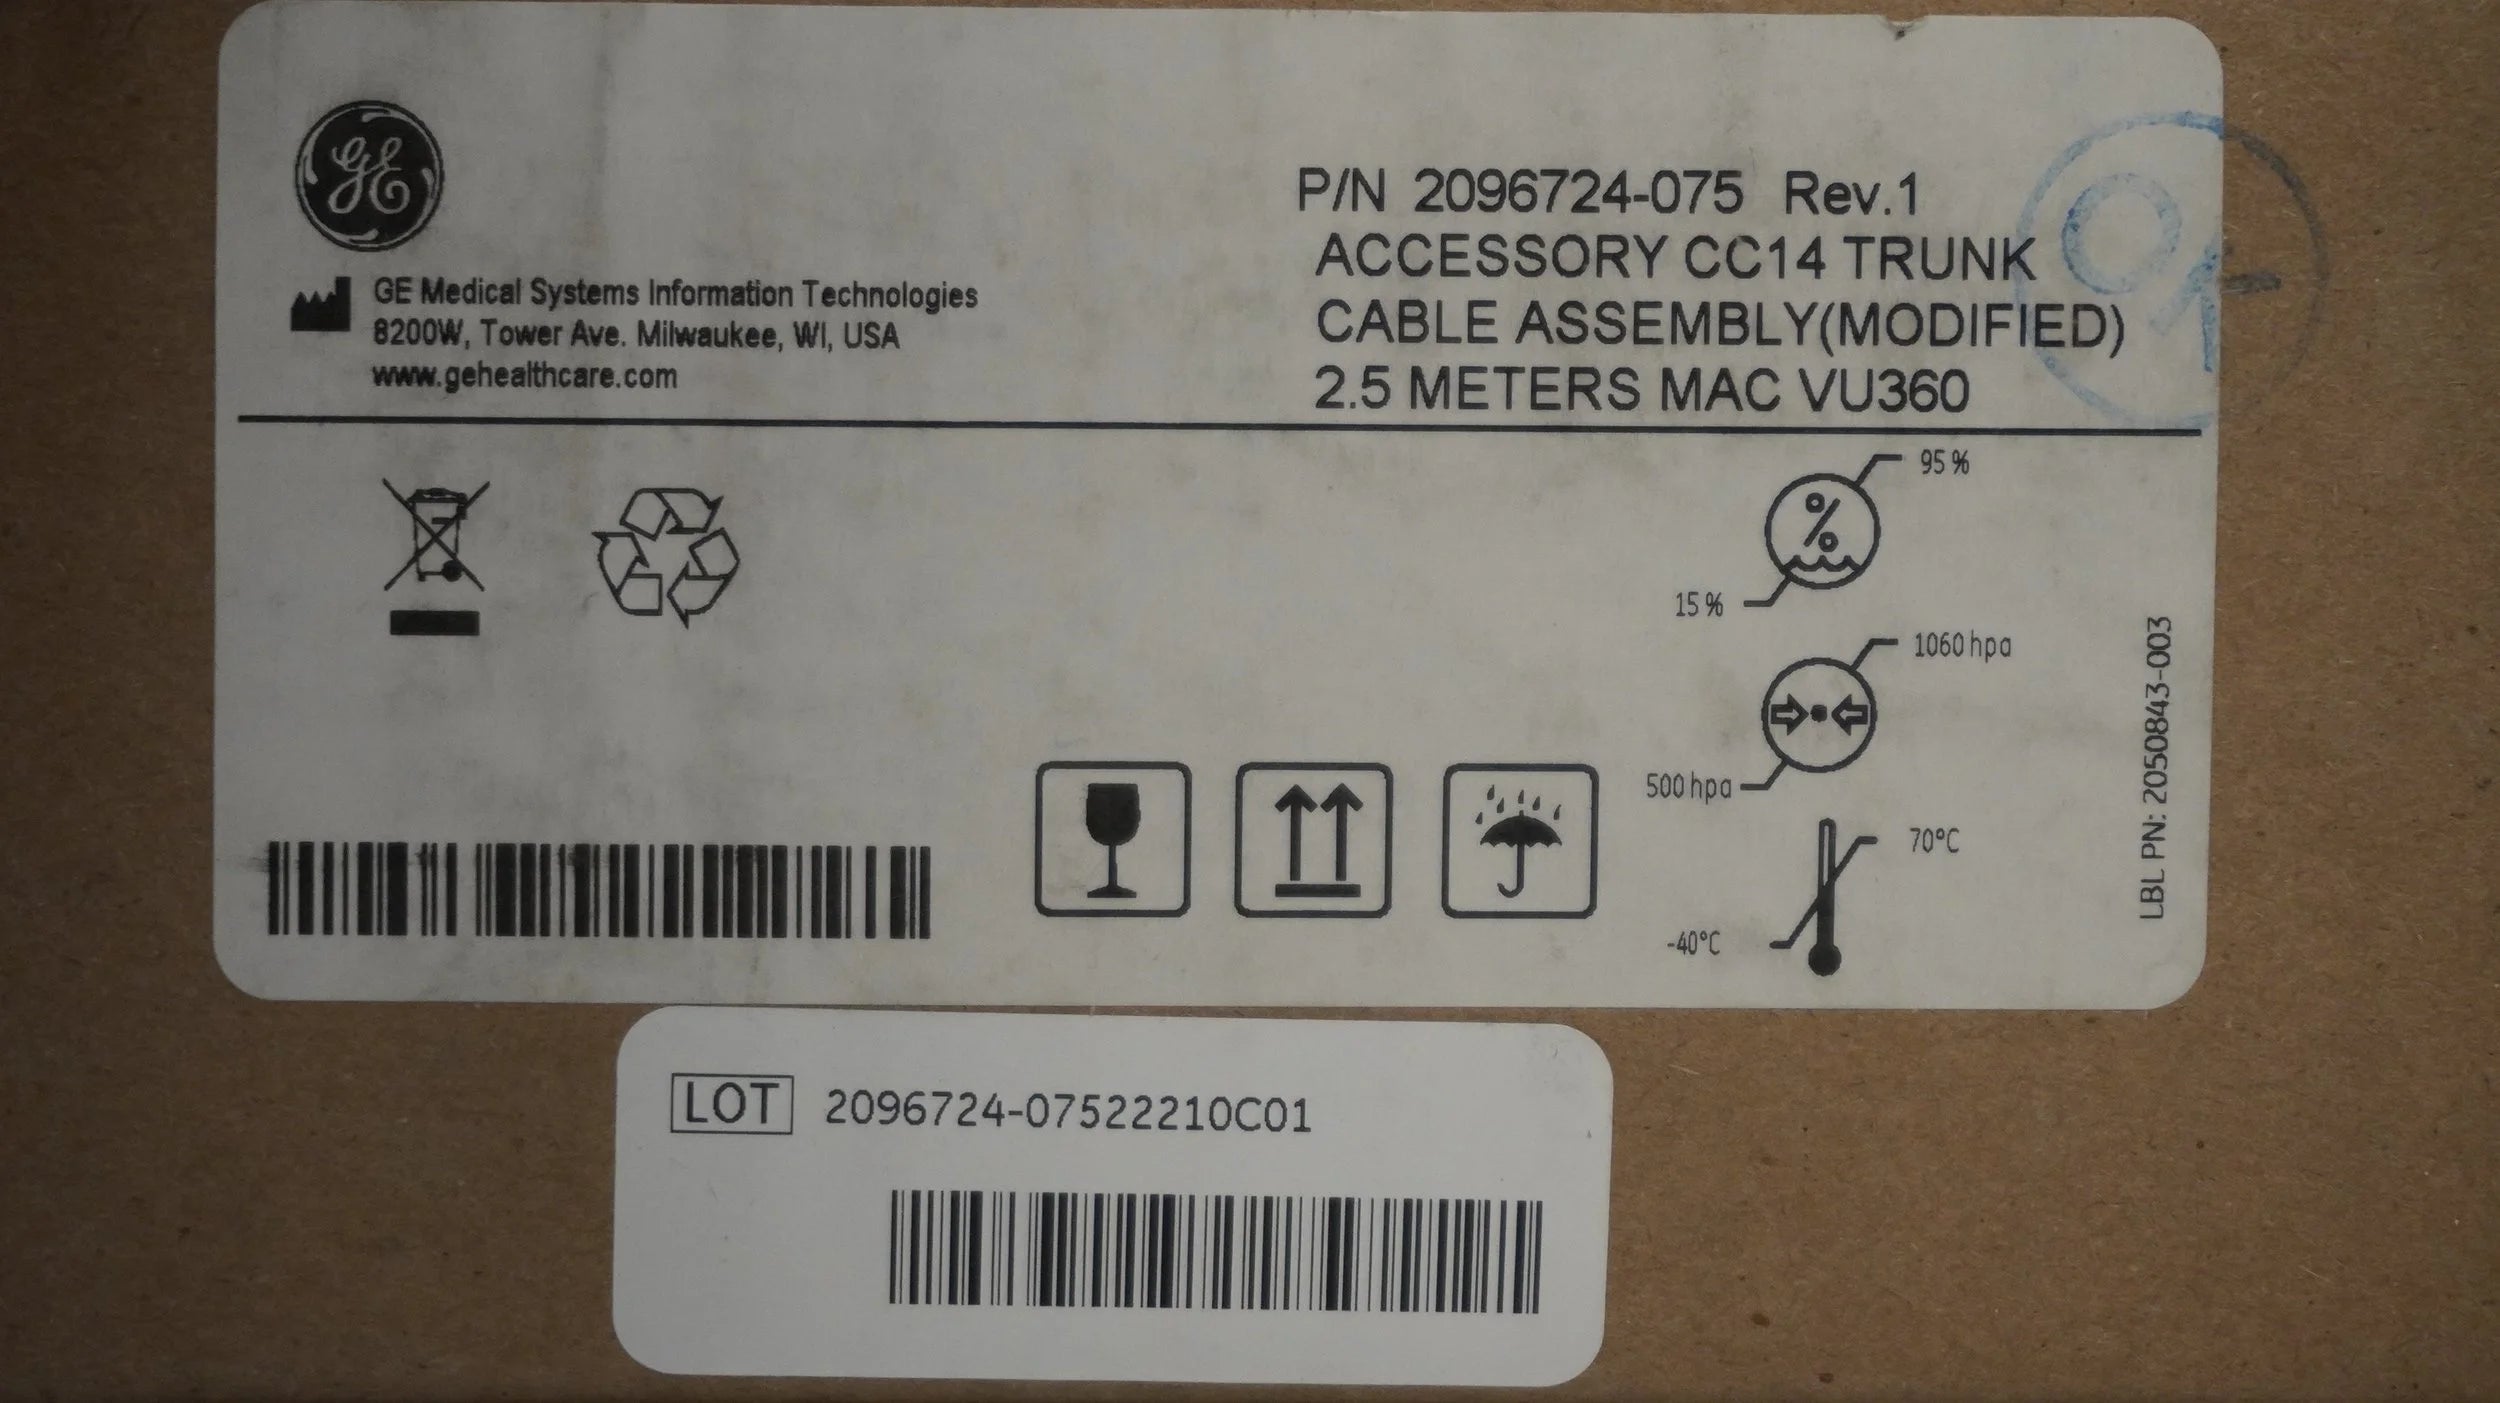 GE
P/N 2096724-075 Rev.1
ACCESSORY CC14 TRUNK
CABLE ASSEMBLY(MODIFIED)
2.5 METERS MAC VU360
GE Medical Systems Information Technologies
8200W, Tower Ave. Milwaukee, WI, USA
www.gehealthcare.com
95 %
%
15 %
1060 hpa
500 hpa
70°C
-40°C
LBL PN: 2050843-003
LOT 2096724-07522210C01